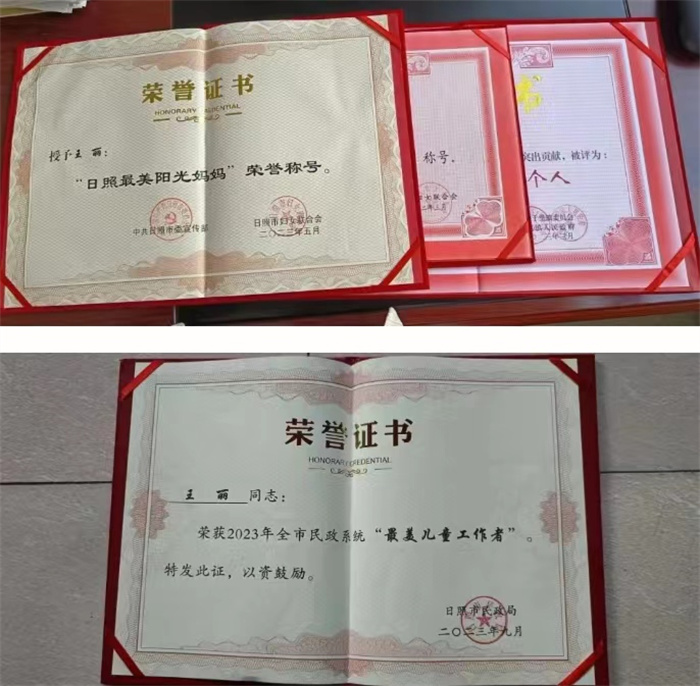 荣誉证书
HONORARY CREDENTIAL
授予王丽：
“日照最美阳光妈妈”荣誉称号。
中共日照市委宣传部
日照市妇女联合会
二〇二三年五月
称号。
书
突出贡献，被评为：
个人
荣誉证书
HONORARY CREDENTIAL
王丽同志：
荣获2023年全市民政系统“最美儿童工作者”。
特发此证，以资鼓励。
日照市民政局
二〇二三年九月